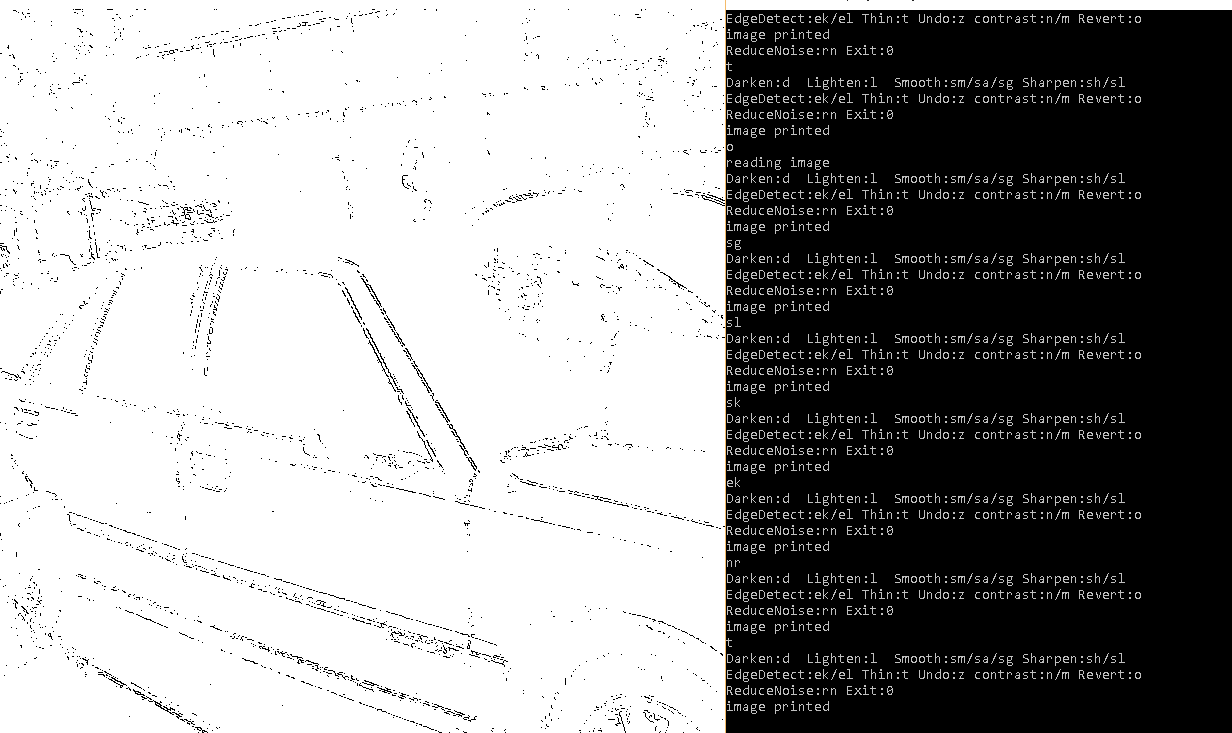 EdgeDetect:ek/el Thin:t Undo:z contrast:n/m Revert:o
image printed
ReduceNoise:rn Exit:0
t
Darken:d  Lighten:l  Smooth:sm/sa/sg Sharpen:sh/sl
EdgeDetect:ek/el Thin:t Undo:z contrast:n/m Revert:o
ReduceNoise:rn Exit:0
image printed
o
reading image
Darken:d  Lighten:l  Smooth:sm/sa/sg Sharpen:sh/sl
EdgeDetect:ek/el Thin:t Undo:z contrast:n/m Revert:o
ReduceNoise:rn Exit:0
image printed
sg
Darken:d  Lighten:l  Smooth:sm/sa/sg Sharpen:sh/sl
EdgeDetect:ek/el Thin:t Undo:z contrast:n/m Revert:o
ReduceNoise:rn Exit:0
image printed
sl
Darken:d  Lighten:l  Smooth:sm/sa/sg Sharpen:sh/sl
EdgeDetect:ek/el Thin:t Undo:z contrast:n/m Revert:o
ReduceNoise:rn Exit:0
image printed
sk
Darken:d  Lighten:l  Smooth:sm/sa/sg Sharpen:sh/sl
EdgeDetect:ek/el Thin:t Undo:z contrast:n/m Revert:o
ReduceNoise:rn Exit:0
image printed
ek
Darken:d  Lighten:l  Smooth:sm/sa/sg Sharpen:sh/sl
EdgeDetect:ek/el Thin:t Undo:z contrast:n/m Revert:o
ReduceNoise:rn Exit:0
image printed
nr
Darken:d  Lighten:l  Smooth:sm/sa/sg Sharpen:sh/sl
EdgeDetect:ek/el Thin:t Undo:z contrast:n/m Revert:o
ReduceNoise:rn Exit:0
image printed
t
Darken:d  Lighten:l  Smooth:sm/sa/sg Sharpen:sh/sl
EdgeDetect:ek/el Thin:t Undo:z contrast:n/m Revert:o
ReduceNoise:rn Exit:0
image printed